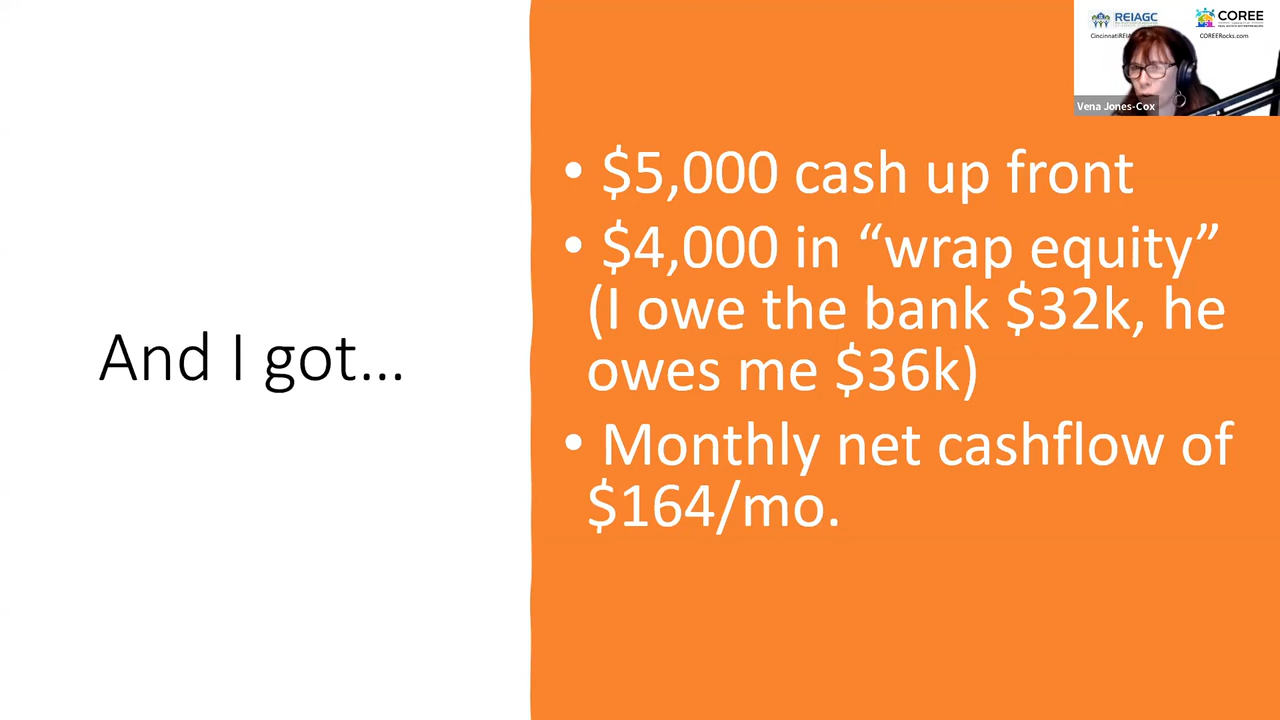 And I got...
• $5,000 cash up front
• $4,000 in “wrap equity”
(I owe the bank $32k, he
owes me $36k)
• Monthly net cashflow of
$164/mo.
REIAGC
COREE
COREERocks.com
Vena Jones-Cox